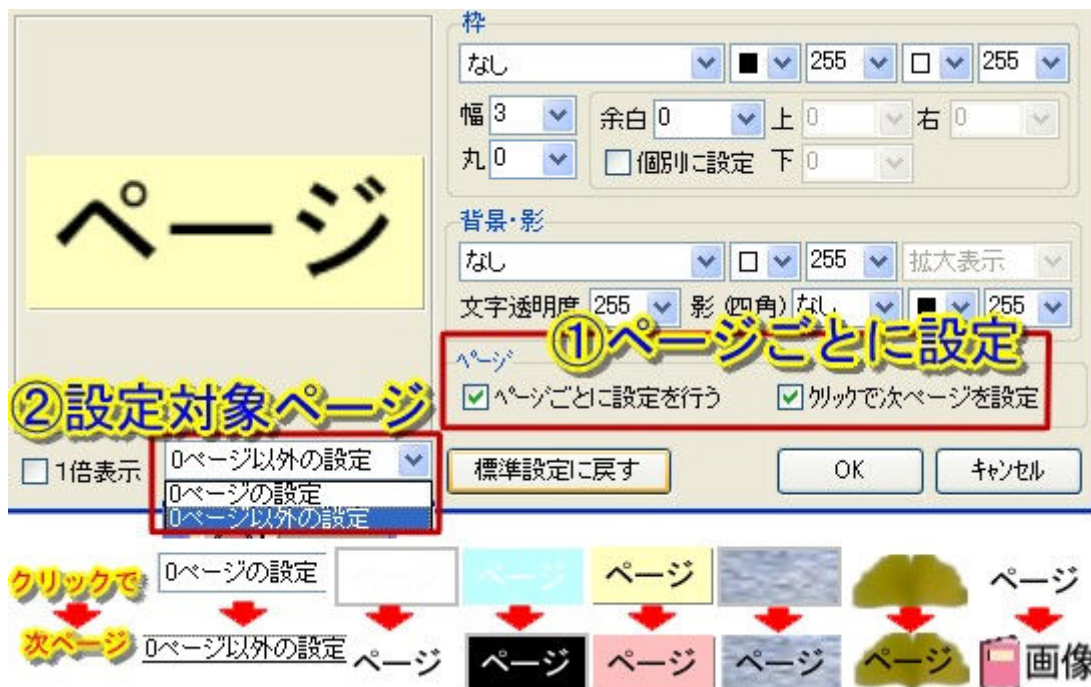 枠
なし 255 255
幅 3 余白 0 上 0 右 0
丸 0 個別に設定 下 0
ページ
背景・影
なし 255 拡大表示
文字透明度 255 影 (四角) なし 255
①ページごとに設定
ページ
②設定対象ページ
ページごとに設定を行う クリックで次ページを設定
1倍表示 0ページ以外の設定 標準設定に戻す OK キャンセル
0ページの設定
0ページ以外の設定
クリックで 0ページの設定 ページ ページ ページ
次ページ 0ページ以外の設定 ページ ページ ページ ページ ページ 画像